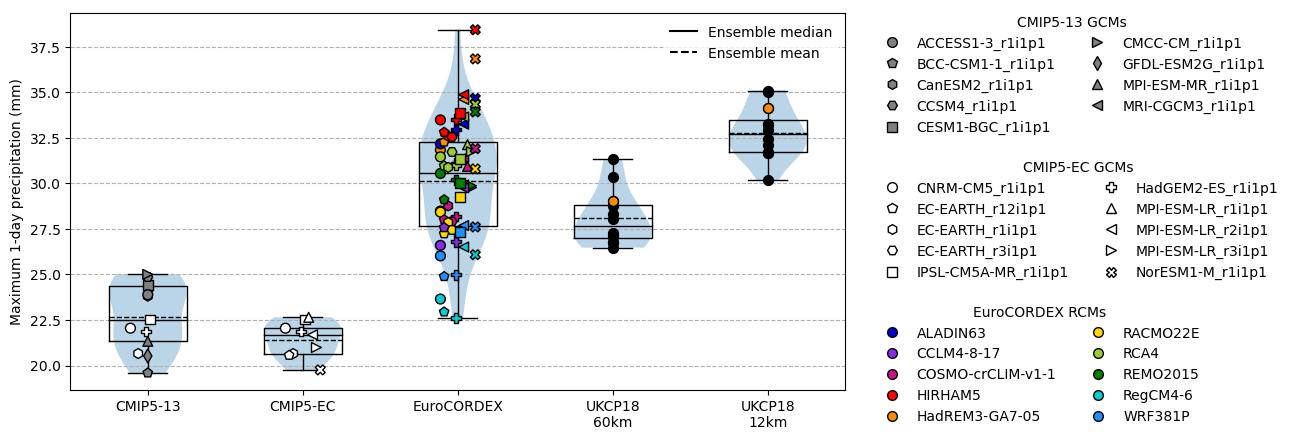 Maximum 1-day precipitation (mm)
37.5
35.0
32.5
30.0
27.5
25.0
22.5
20.0
Ensemble median
Ensemble mean
CMIP5-13
CMIP5-EC
EuroCORDEX
UKCP18
60km
UKCP18
12km
CMIP5-13 GCMs
ACCESS1-3_r1i1p1
BCC-CSM1-1_r1i1p1
CanESM2_r1i1p1
CCSM4_r1i1p1
CESM1-BGC_r1i1p1
CMCC-CM_r1i1p1
GFDL-ESM2G_r1i1p1
MPI-ESM-MR_r1i1p1
MRI-CGCM3_r1i1p1
CMIP5-EC GCMs
CNRM-CM5_r1i1p1
EC-EARTH_r12i1p1
EC-EARTH_r1i1p1
EC-EARTH_r3i1p1
IPSL-CM5A-MR_r1i1p1
HadGEM2-ES_r1i1p1
MPI-ESM-LR_r1i1p1
MPI-ESM-LR_r2i1p1
MPI-ESM-LR_r3i1p1
NorESM1-M_r1i1p1
EuroCORDEX RCMs
ALADIN63
CCLM4-8-17
COSMO-crCLIM-v1-1
HIRHAM5
HadREM3-GA7-05
RACMO22E
RCA4
REMO2015
RegCM4-6
WRF381P